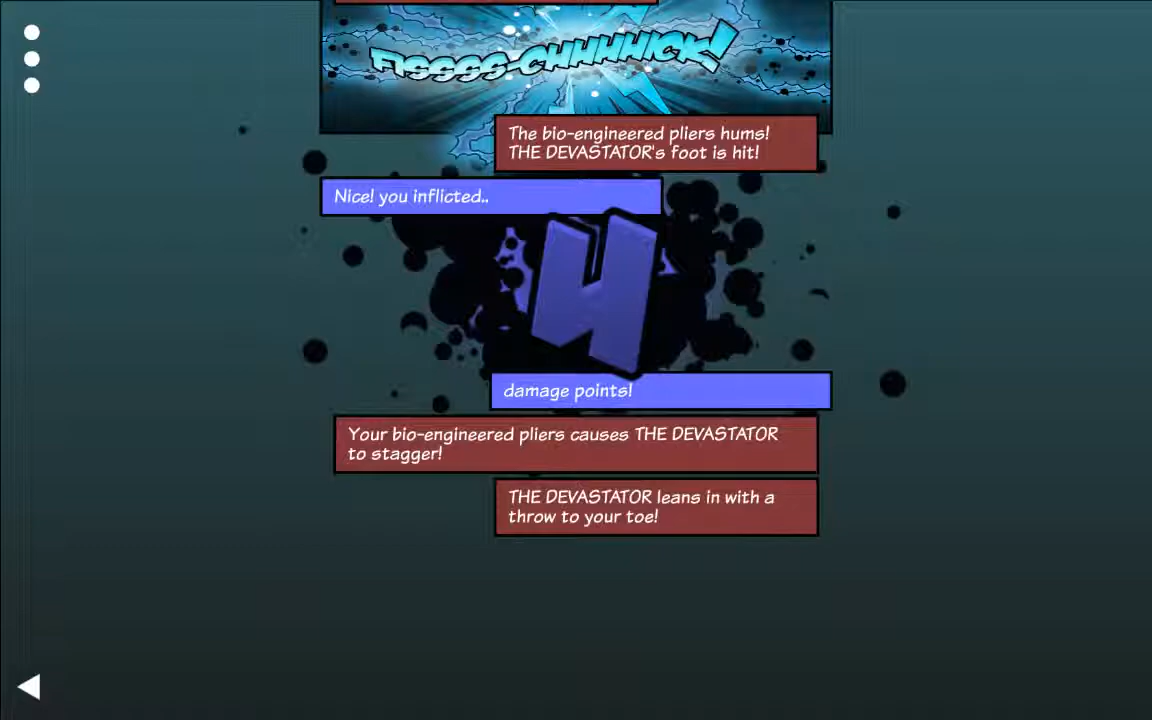 FISSSS-CHHHHICK!
The bio-engineered pliers hums!
THE DEVASTATOR's foot is hit!
Nice! you inflicted..
4
damage points!
Your bio-engineered pliers causes THE DEVASTATOR
to stagger!
THE DEVASTATOR leans in with a
throw to your toe!